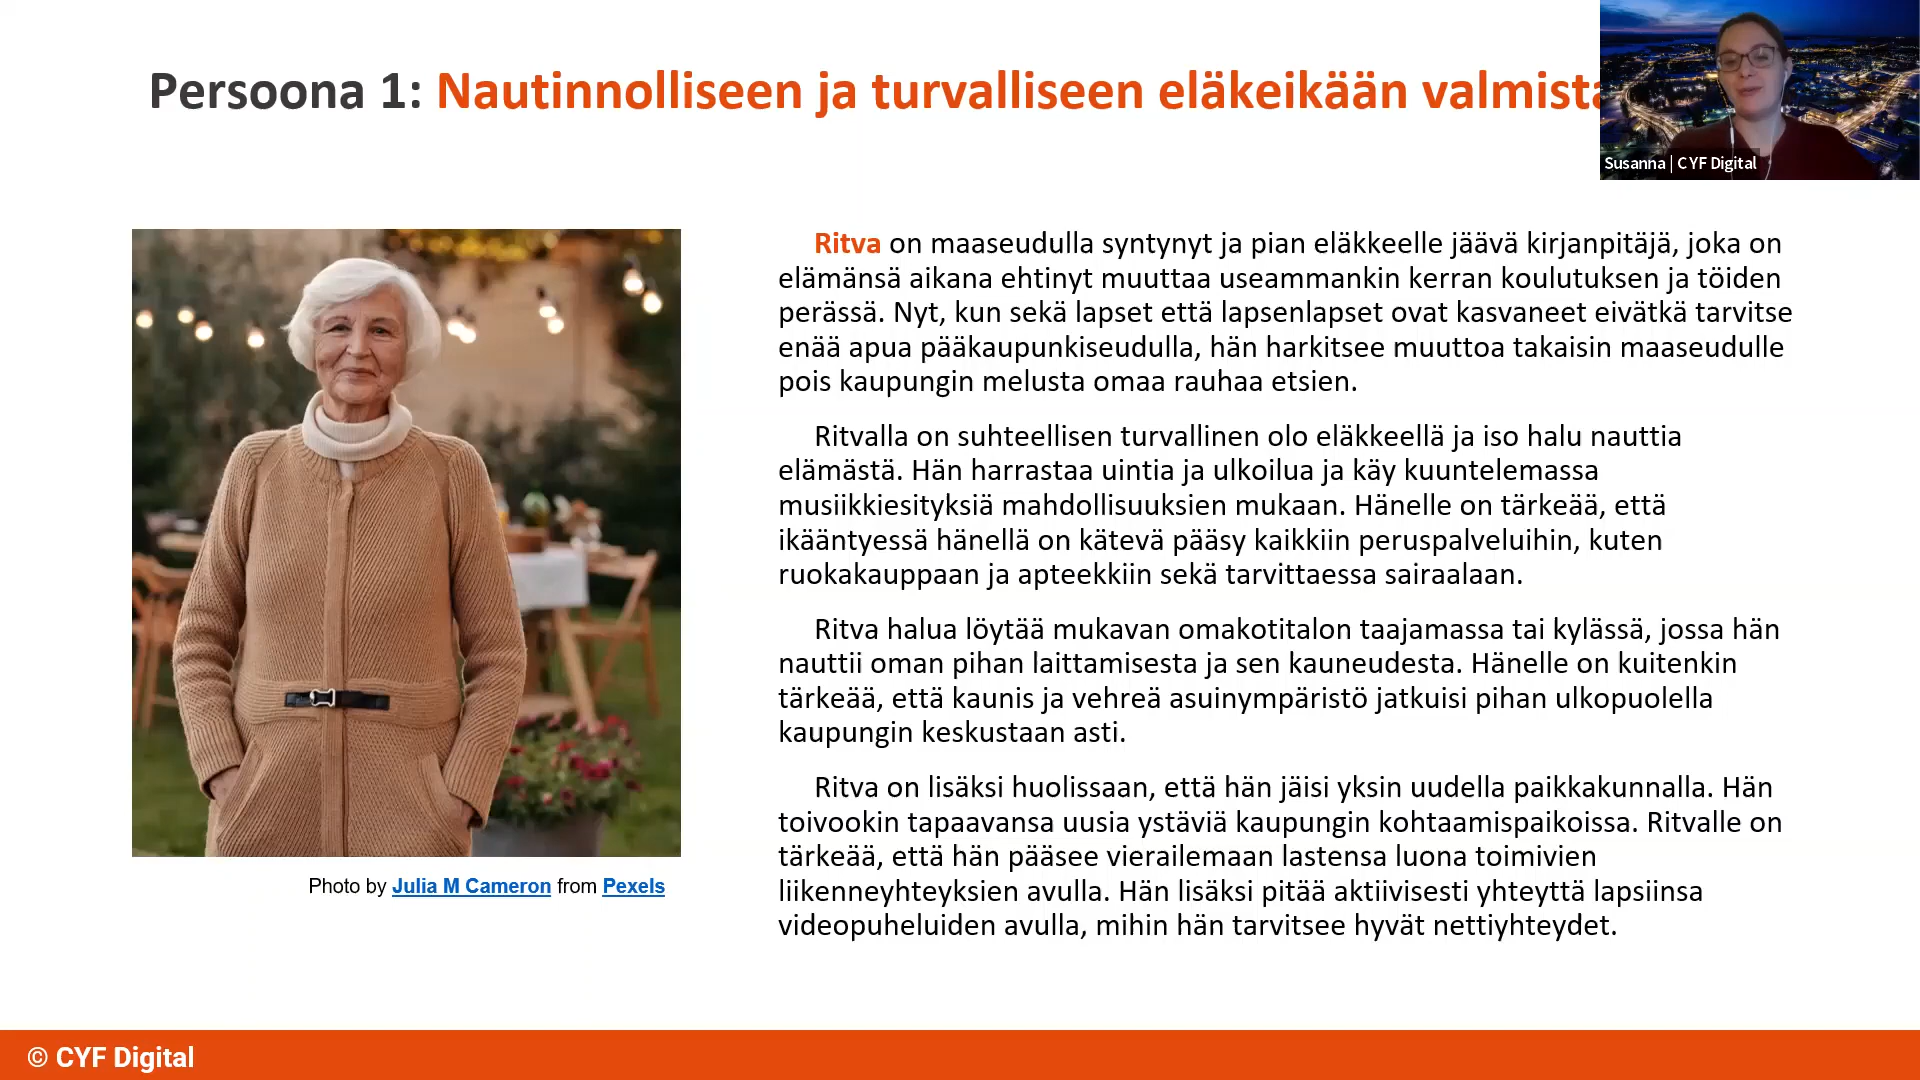 Persoona 1: Nautinnolliseen ja turvalliseen eläkeikään
Susanna | CYF Digital
Ritva on maaseudulla syntynyt ja pian eläkkeelle jäävä kirjanpitäjä, joka on
elämänsä aikana ehtinyt muuttaa useammankin kerran koulutuksen ja töiden
perässä. Nyt, kun sekä lapset että lapsenlapset ovat kasvaneet eivätkä tarvitse
enää apua pääkaupunkiseudulla, hän harkitsee muuttoa takaisin maaseudulle
pois kaupungin melusta omaa rauhaa etsien.
Ritvalla on suhteellisen turvallinen olo eläkkeellä ja iso halu nauttia
elämästä. Hän harrastaa uintia ja ulkoilua ja käy kuuntelemassa
musiikkiesityksiä mahdollisuuksien mukaan. Hänelle on tärkeää, että
ikääntyessä hänellä on kätevä pääsy kaikkiin peruspalveluihin, kuten
ruokakauppaan ja apteekkiin sekä tarvittaessa sairaalaan.
Ritva halua löytää mukavan omakotitalon taajamassa tai kylässä, jossa hän
nauttii oman pihan laittamisesta ja sen kauneudesta. Hänelle on kuitenkin
tärkeää, että kaunis ja vehreä asuinympäristö jatkuisi pihan ulkopuolella
kaupungin keskustaan asti.
Ritva on lisäksi huolissaan, että hän jäisi yksin uudella paikkakunnalla. Hän
toivookin tapaavansa uusia ystäviä kaupungin kohtaamispaikoissa. Ritvalle on
tärkeää, että hän pääsee vierailemaan lastensa luona toimivien
liikenneyhteyksien avulla. Hän lisäksi pitää aktiivisesti yhteyttä lapsiinsa
videopuheluiden avulla, mihin hän tarvitsee hyvät nettiyhteydet.
Photo by Julia M Cameron from Pexels
© CYF Digital